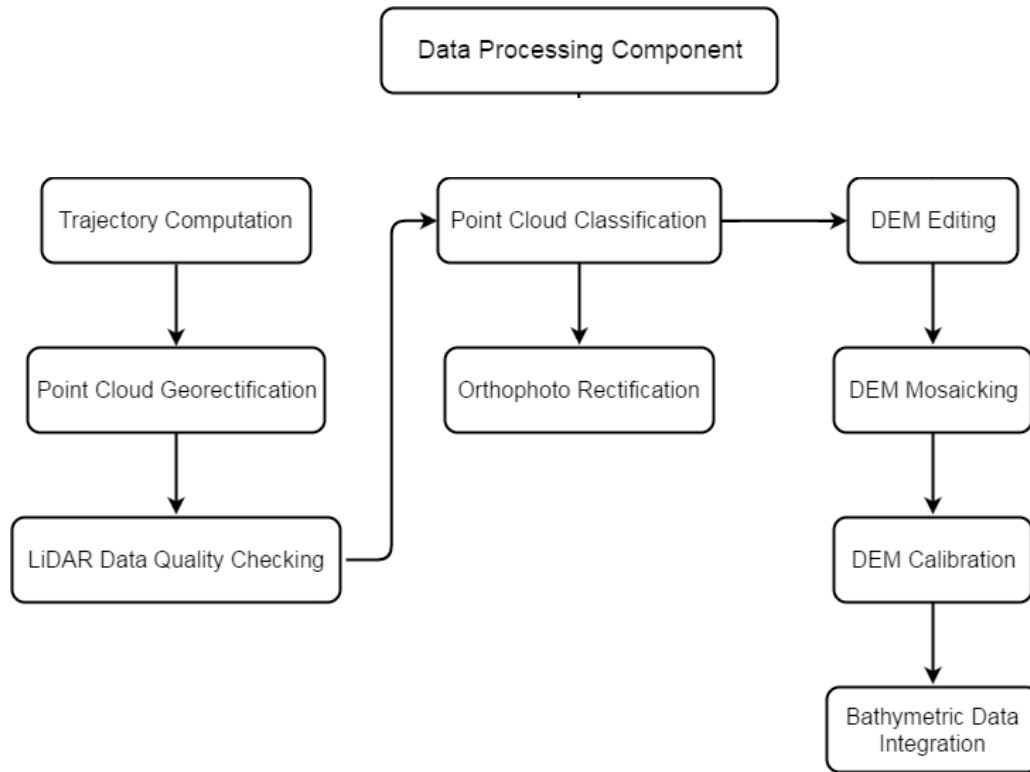 Data Processing Component
Trajectory Computation
Point Cloud Georectification
LiDAR Data Quality Checking
Point Cloud Classification
Orthophoto Rectification
DEM Editing
DEM Mosaicking
DEM Calibration
Bathymetric Data
Integration